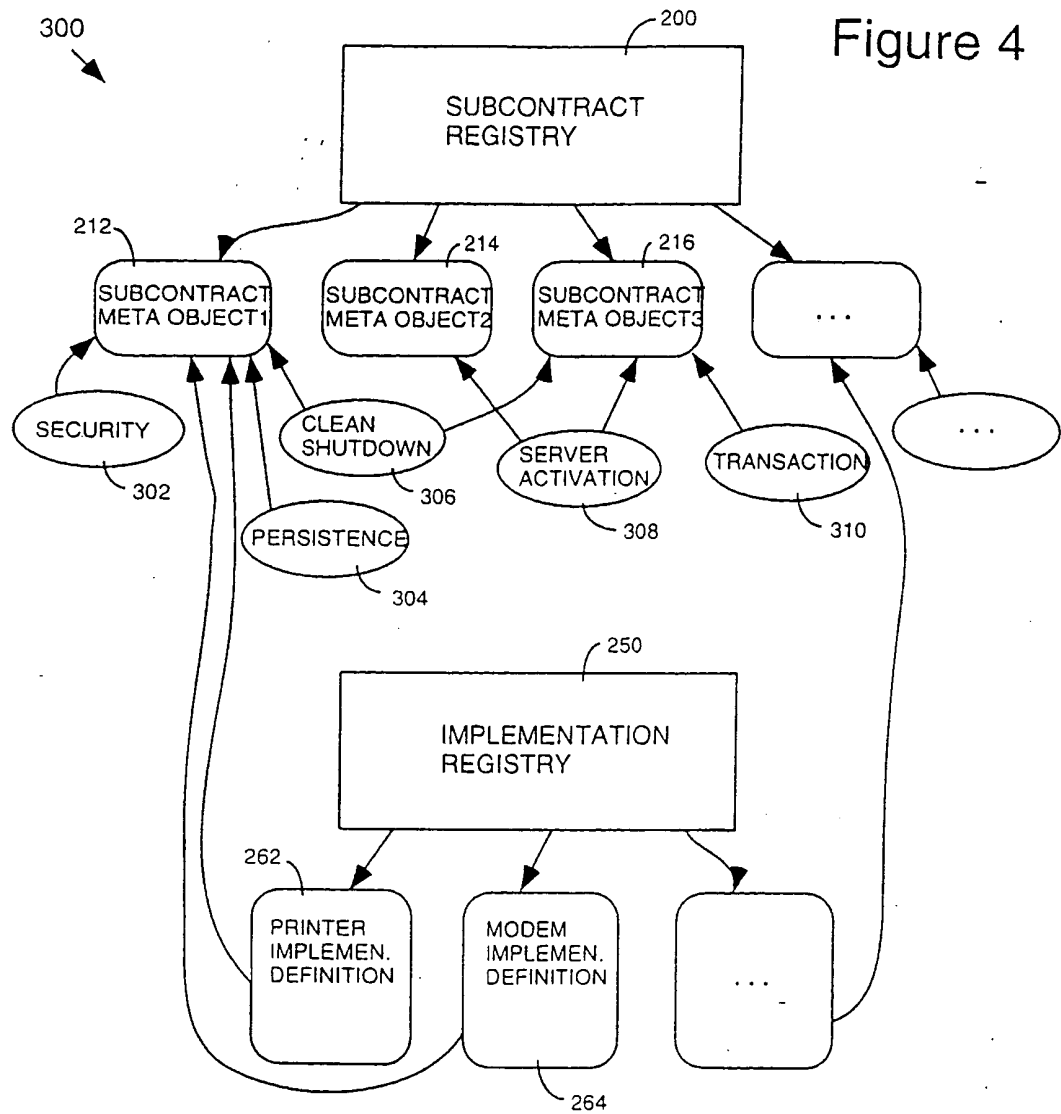 Figure 4
300
200
SUBCONTRACT
REGISTRY
212
214
216
SUBCONTRACT
META OBJECT1
SUBCONTRACT
META OBJECT2
SUBCONTRACT
META OBJECT3
...
SECURITY
302
CLEAN
SHUTDOWN
306
SERVER
ACTIVATION
308
TRANSACTION
310
...
PERSISTENCE
304
250
IMPLEMENTATION
REGISTRY
262
PRINTER
IMPLEMEN.
DEFINITION
MODEM
IMPLEMEN.
DEFINITION
264
...